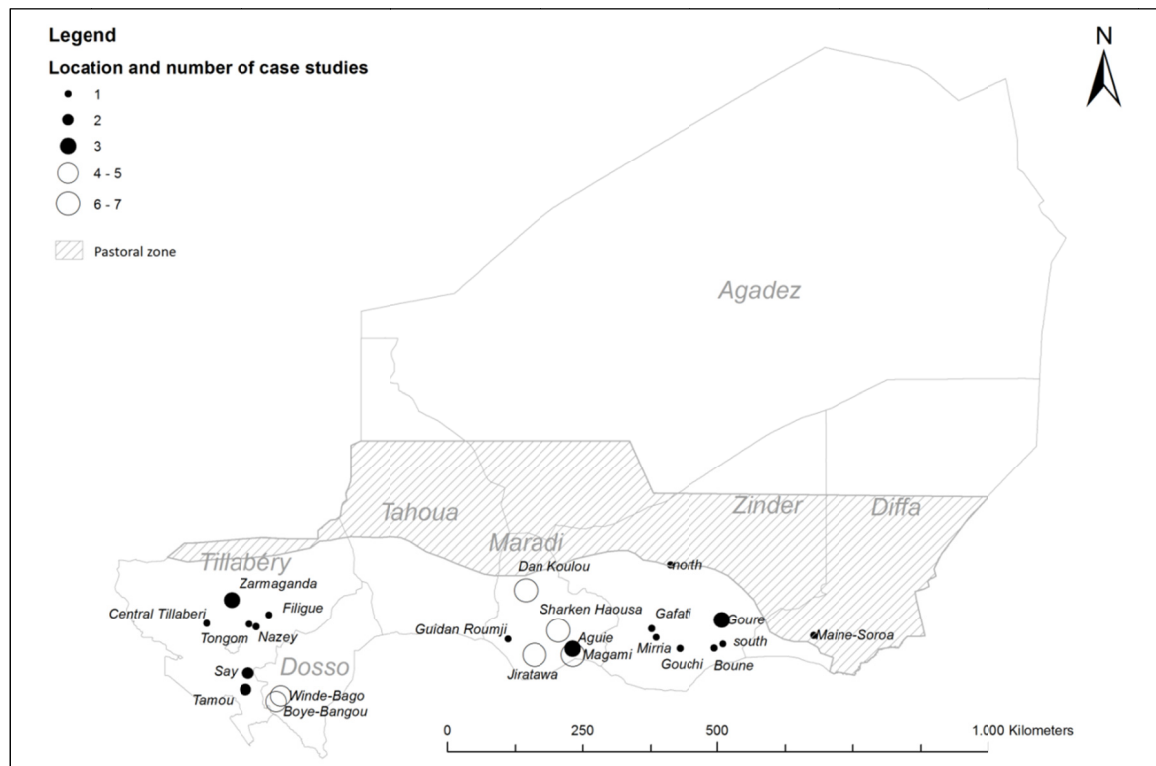 Legend
N
Location and number of case studies
1
2
3
4 - 5
6 - 7
Pastoral zone
Agadez
Tahoua
Zinder
Diffa
Maradi
Tillabéry
Dan Koulou
north
Zarmaganda
Central Tillaberi
Filigue
Sharken Haousa
Gafati
Goure
Tongom
Nazey
Guidan Roumji
Aguie
Mirria
south
Maine-Soroa
Magami
Gouchi
Boune
Say
Dosso
Jiratawa
Tamou
Winde-Bago
Boye-Bangou
0 250 500 1.000 Kilometers